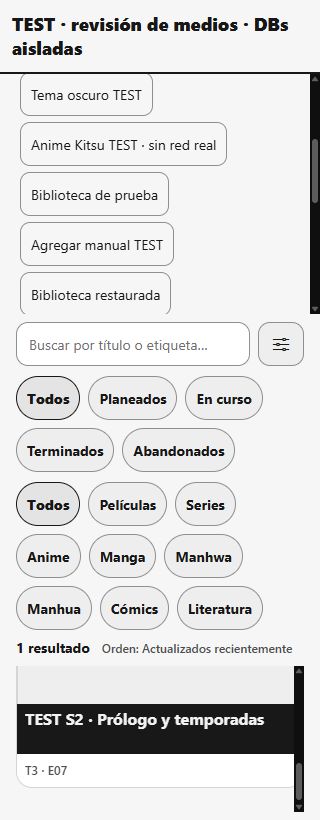 TEST · revisión de medios · DBs
aisladas
Tema oscuro TEST
Anime Kitsu TEST · sin red real
Biblioteca de prueba
Agregar manual TEST
Biblioteca restaurada
Buscar por título o etiqueta...
Todos Planeados En curso
Terminados Abandonados
Todos Películas Series
Anime Manga Manhwa
Manhua Cómics Literatura
1 resultado Orden: Actualizados recientemente
TEST S2 · Prólogo y temporadas
T3 · E07